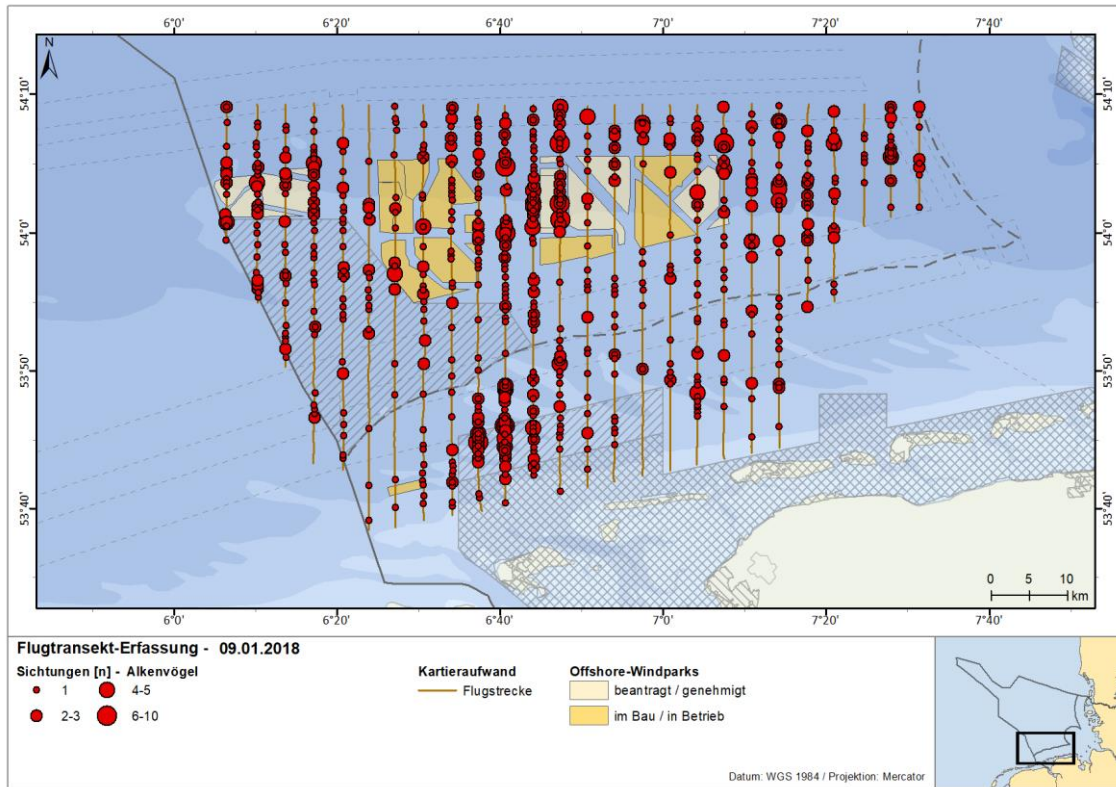 6°0' 6°20' 6°40' 7°0' 7°20' 7°40'
N
54°10' 54°10'
54°0' 54°0'
53°50' 53°50'
53°40' 53°40'
0 5 10
km
6°0' 6°20' 6°40' 7°0' 7°20' 7°40'
Flugtransekt-Erfassung - 09.01.2018
Sichtungen [n] - Alkenvögel
1 4-5
2-3 6-10
Kartieraufwand
Flugstrecke
Offshore-Windparks
beantragt / genehmigt
im Bau / in Betrieb
Datum: WGS 1984 / Projektion: Mercator